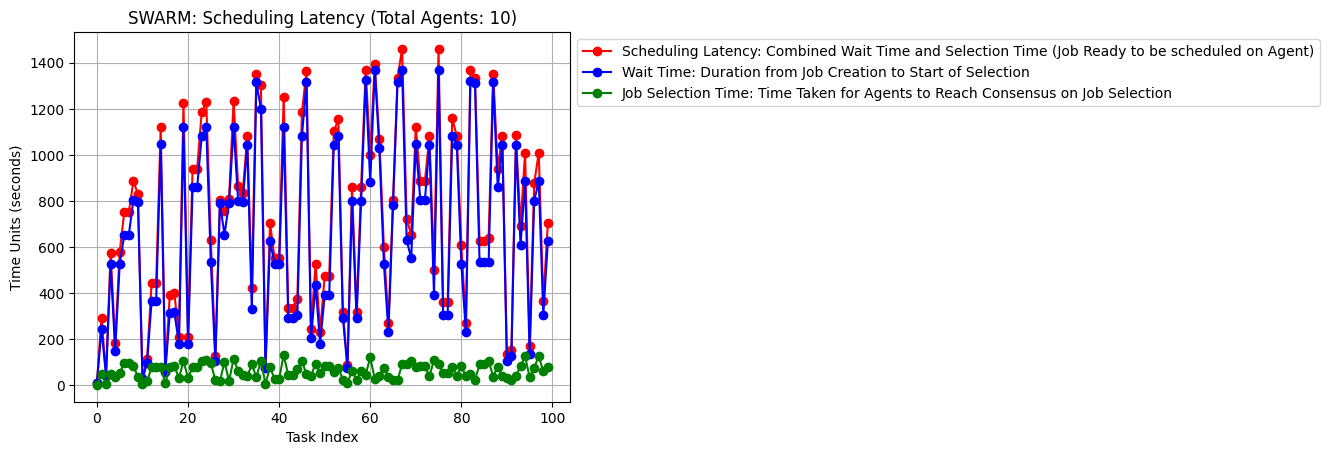 SWARM: Scheduling Latency (Total Agents: 10)
Scheduling Latency: Combined Wait Time and Selection Time (Job Ready to be scheduled on Agent)
Wait Time: Duration from Job Creation to Start of Selection
Job Selection Time: Time Taken for Agents to Reach Consensus on Job Selection
Time Units (seconds)
1400
1200
1000
800
600
400
200
0
0 20 40 60 80 100
Task Index